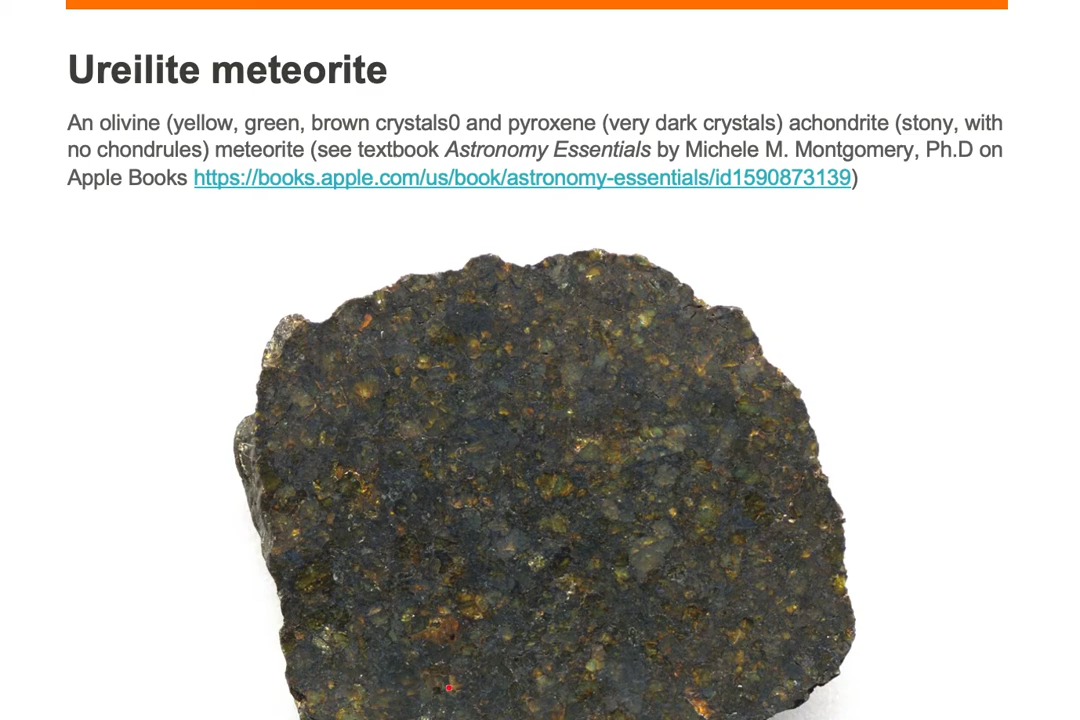 Ureilite meteorite
An olivine (yellow, green, brown crystals0 and pyroxene (very dark crystals) achondrite (stony, with
no chondrules) meteorite (see textbook Astronomy Essentials by Michele M. Montgomery, Ph.D on
Apple Books https://books.apple.com/us/book/astronomy-essentials/id1590873139)